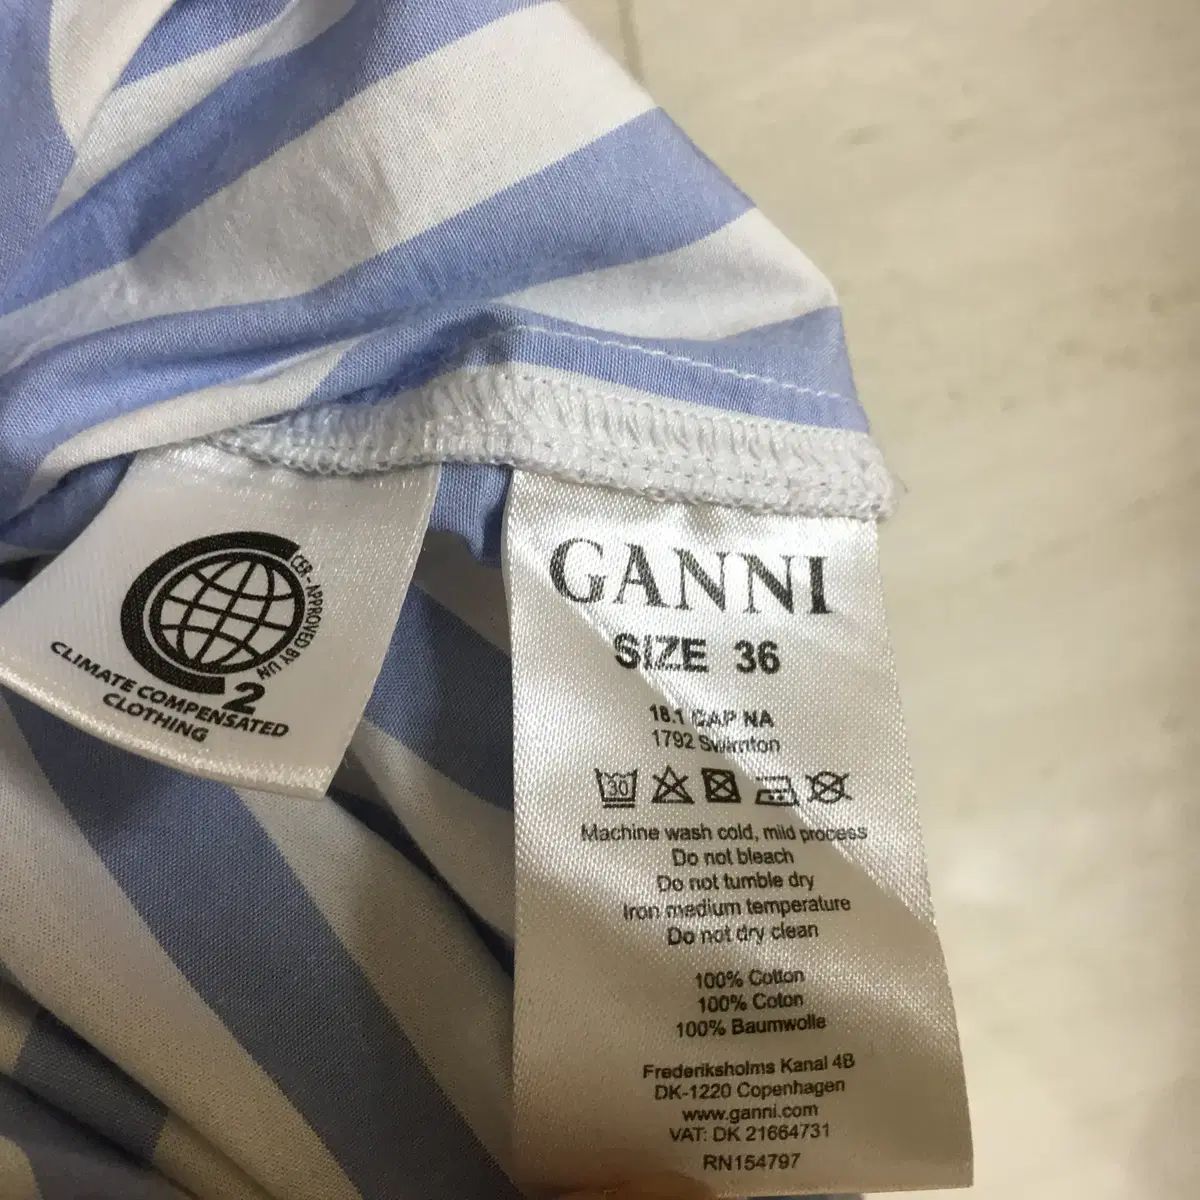 CER-APPROVED BY UN
2
CLIMATE COMPENSATED
CLOTHING
GANNI
SIZE 36
18.1 CAP NA
1792 Swinton
30
Machine wash cold, mild process
Do not bleach
Do not tumble dry
Iron medium temperature
Do not dry clean
100% Cotton
100% Coton
100% Baumwolle
Frederiksholms Kanal 4B
DK-1220 Copenhagen
www.ganni.com
VAT: DK 21664731
RN154797